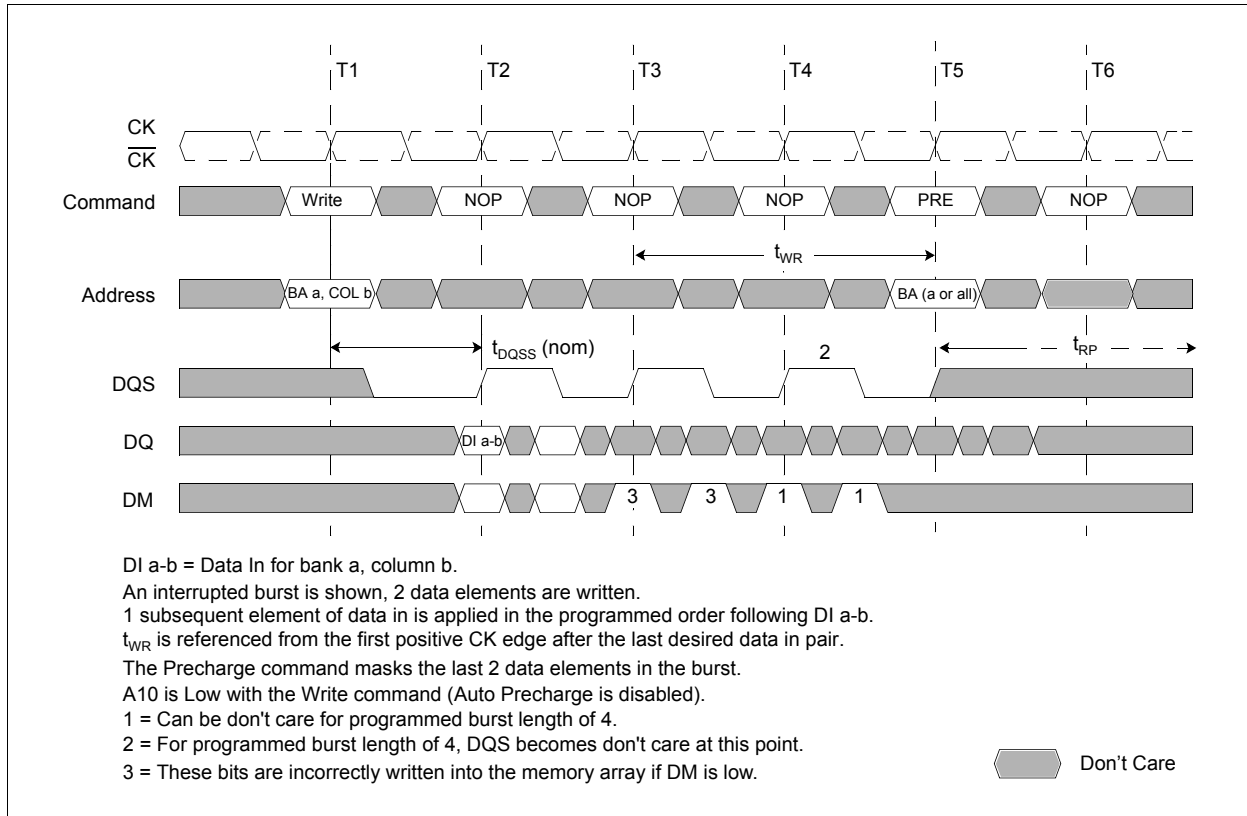 T1 T2 T3 T4 T5 T6
CK
CK
Command Write NOP NOP NOP PRE NOP
tWR
Address BA a, COL b BA (a or all)
tDQSS (nom) 2 tRP
DQS
DQ DI a-b
DM 3 3 1 1
DI a-b = Data In for bank a, column b.
An interrupted burst is shown, 2 data elements are written.
1 subsequent element of data in is applied in the programmed order following DI a-b.
tWR is referenced from the first positive CK edge after the last desired data in pair.
The Precharge command masks the last 2 data elements in the burst.
A10 is Low with the Write command (Auto Precharge is disabled).
1 = Can be don't care for programmed burst length of 4.
2 = For programmed burst length of 4, DQS becomes don't care at this point.
3 = These bits are incorrectly written into the memory array if DM is low.
Don't Care